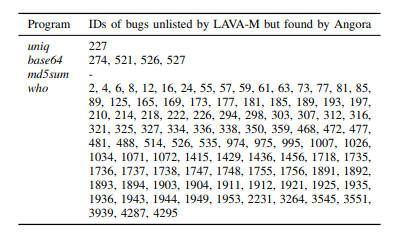 Program IDs of bugs unlisted by LAVA-M but found by Angora
uniq 227
base64 274, 521, 526, 527
md5sum -
who 2, 4, 6, 8, 12, 16, 24, 55, 57, 59, 61, 63, 73, 77, 81, 85,
89, 125, 165, 169, 173, 177, 181, 185, 189, 193, 197,
210, 214, 218, 222, 226, 294, 298, 303, 307, 312, 316,
321, 325, 327, 334, 336, 338, 350, 359, 468, 472, 477,
481, 488, 514, 526, 535, 974, 975, 995, 1007, 1026,
1034, 1071, 1072, 1415, 1429, 1436, 1456, 1718, 1735,
1736, 1737, 1738, 1747, 1748, 1755, 1756, 1891, 1892,
1893, 1894, 1903, 1904, 1911, 1912, 1921, 1925, 1935,
1936, 1943, 1944, 1949, 1953, 2231, 3264, 3545, 3551,
3939, 4287, 4295